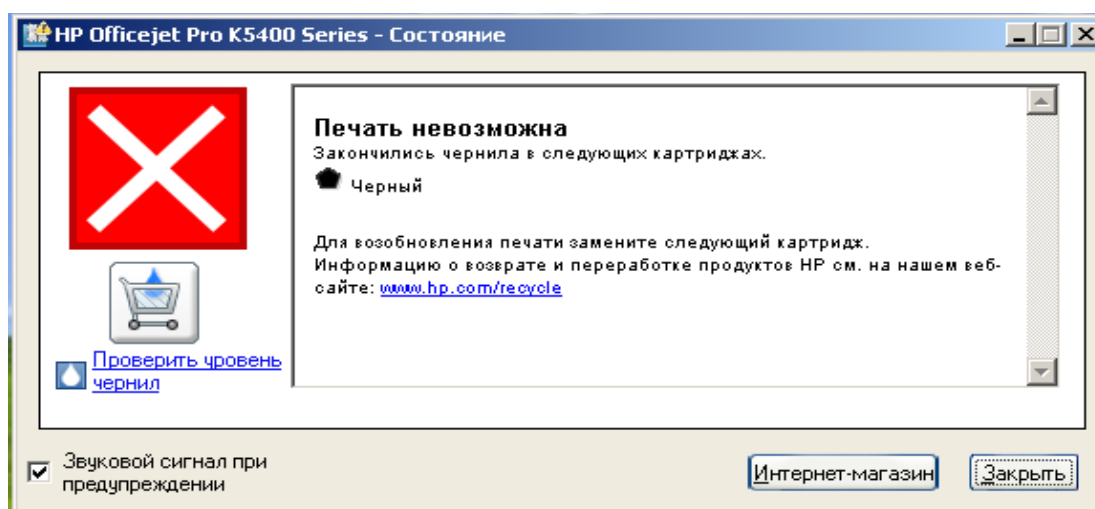 HP Officejet Pro K5400 Series - Состояние
Печать невозможна
Закончились чернила в следующих картриджах.
Черный
Для возобновления печати замените следующий картридж.
Информацию о возврате и переработке продуктов HP см. на нашем веб-
сайте: www.hp.com/recycle
Проверить уровень
чернил
Звуковой сигнал при
предупреждении
Интернет-магазин
Закрыть